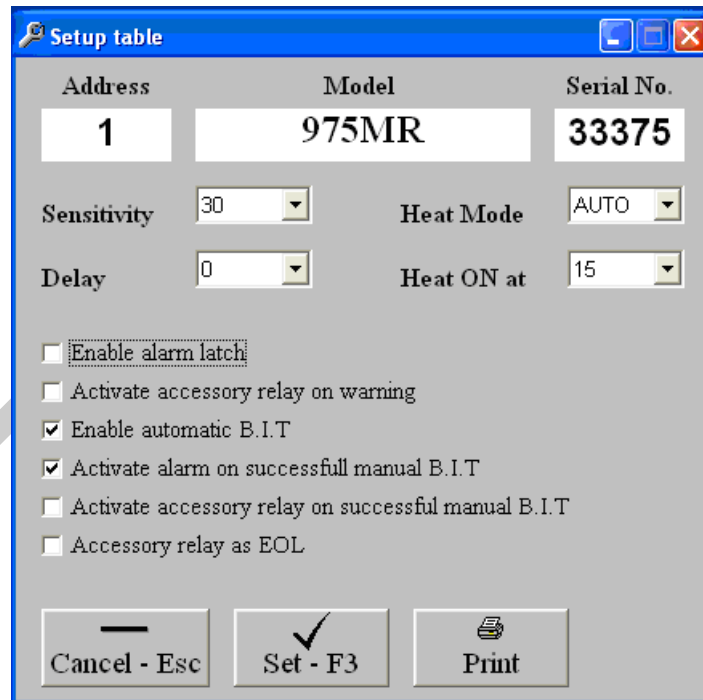 Setup table
Address Model Serial No.
1 975MR 33375
Sensitivity 30 Heat Mode AUTO
Delay 0 Heat ON at 15
Enable alarm latch
Activate accessory relay on warning
Enable automatic B.I.T
Activate alarm on successfull manual B.I.T
Activate accessory relay on successful manual B.I.T
Accessory relay as EOL
Cancel - Esc Set - F3 Print